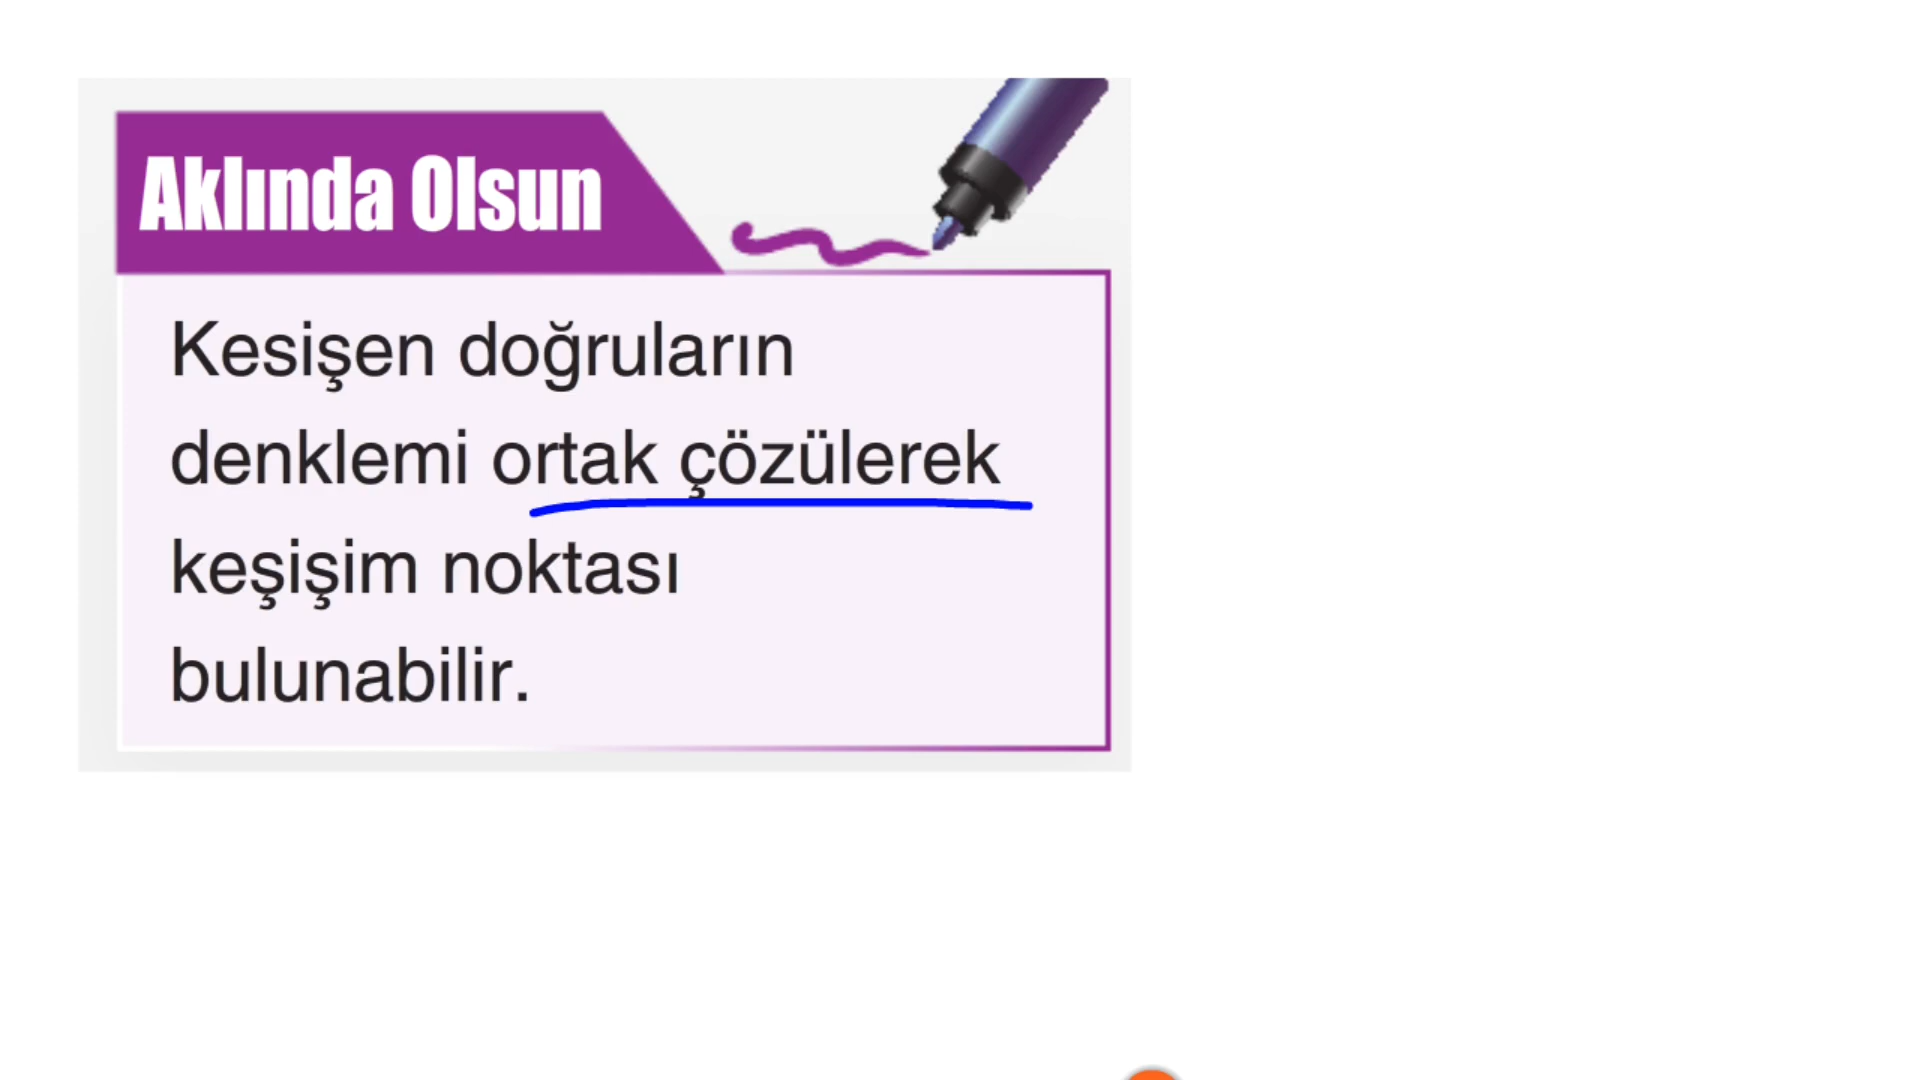 Aklında Olsun
Kesişen doğruların
denklemi ortak çözülerek
keşişim noktası
bulunabilir.